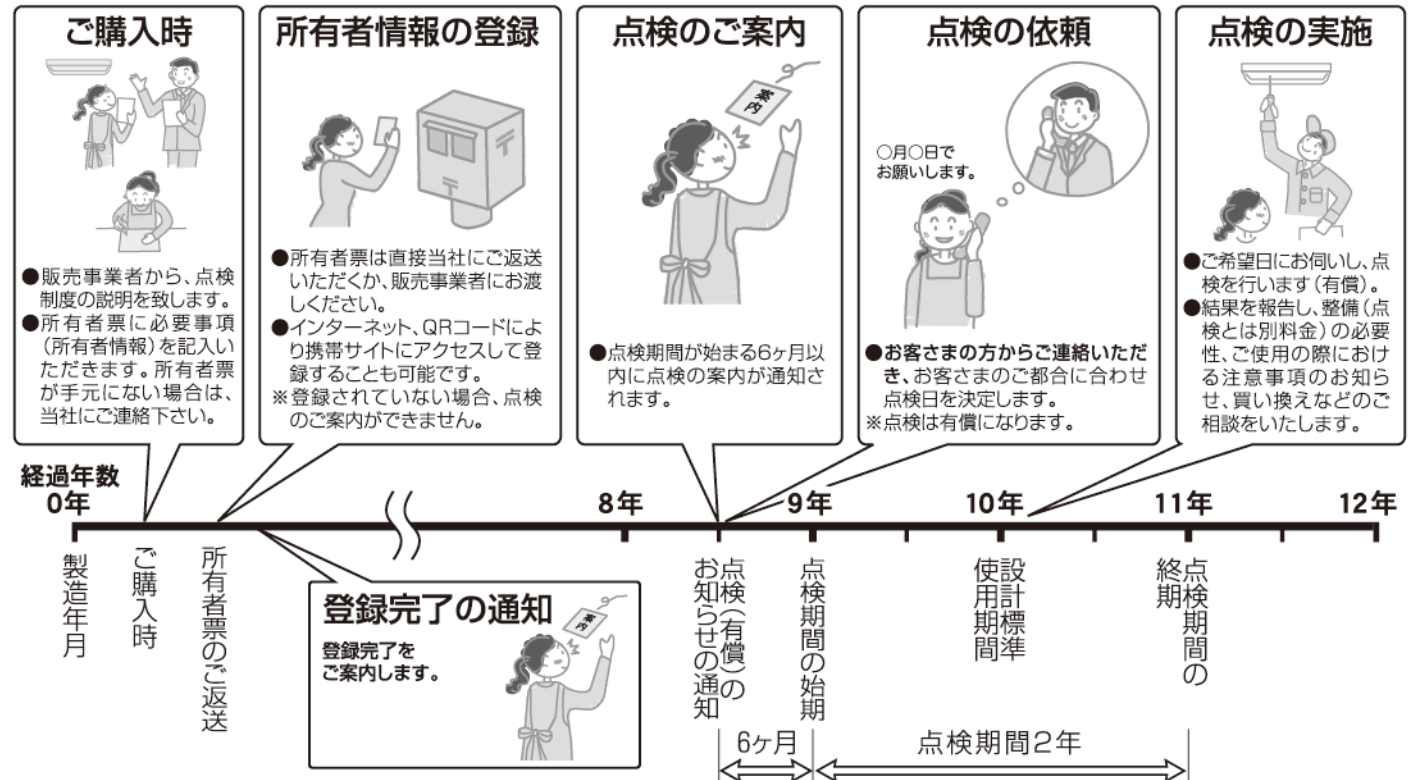 ご購入時
●販売事業者から、点検
制度の説明を致します。
●所有者票に必要事項
（所有者情報）を記入い
ただきます。所有者票
が手元にない場合は、
当社にご連絡下さい。
所有者情報の登録
●所有者票は直接当社にご返送
いただくか、販売事業者にお渡
しください。
●インターネット、QRコードによ
り携帯サイトにアクセスして登
録することも可能です。
※登録されていない場合、点検
のご案内ができません。
点検のご案内
案内
●点検期間が始まる6ヶ月以
内に点検の案内が通知さ
れます。
点検の依頼
○月○日で
お願いします。
●お客さまの方からご連絡いただ
き、お客さまのご都合に合わせ
点検日を決定します。
※点検は有償になります。
点検の実施
●ご希望日にお伺いし、点
検を行います（有償）。
●結果を報告し、整備（点
検とは別料金）の必要
性、ご使用の際におけ
る注意事項のお知ら
せ、買い換えなどのご
相談をいたします。
経過年数
0年
8年
9年
10年
11年
12年
製造年月
ご購入時
所有者票のご返送
登録完了の通知
案内
登録完了を
ご案内します。
点検（有償）の
お知らせの通知
点検期間の始期
設計標準
使用期間
点検期間の
終期
6ヶ月
点検期間2年